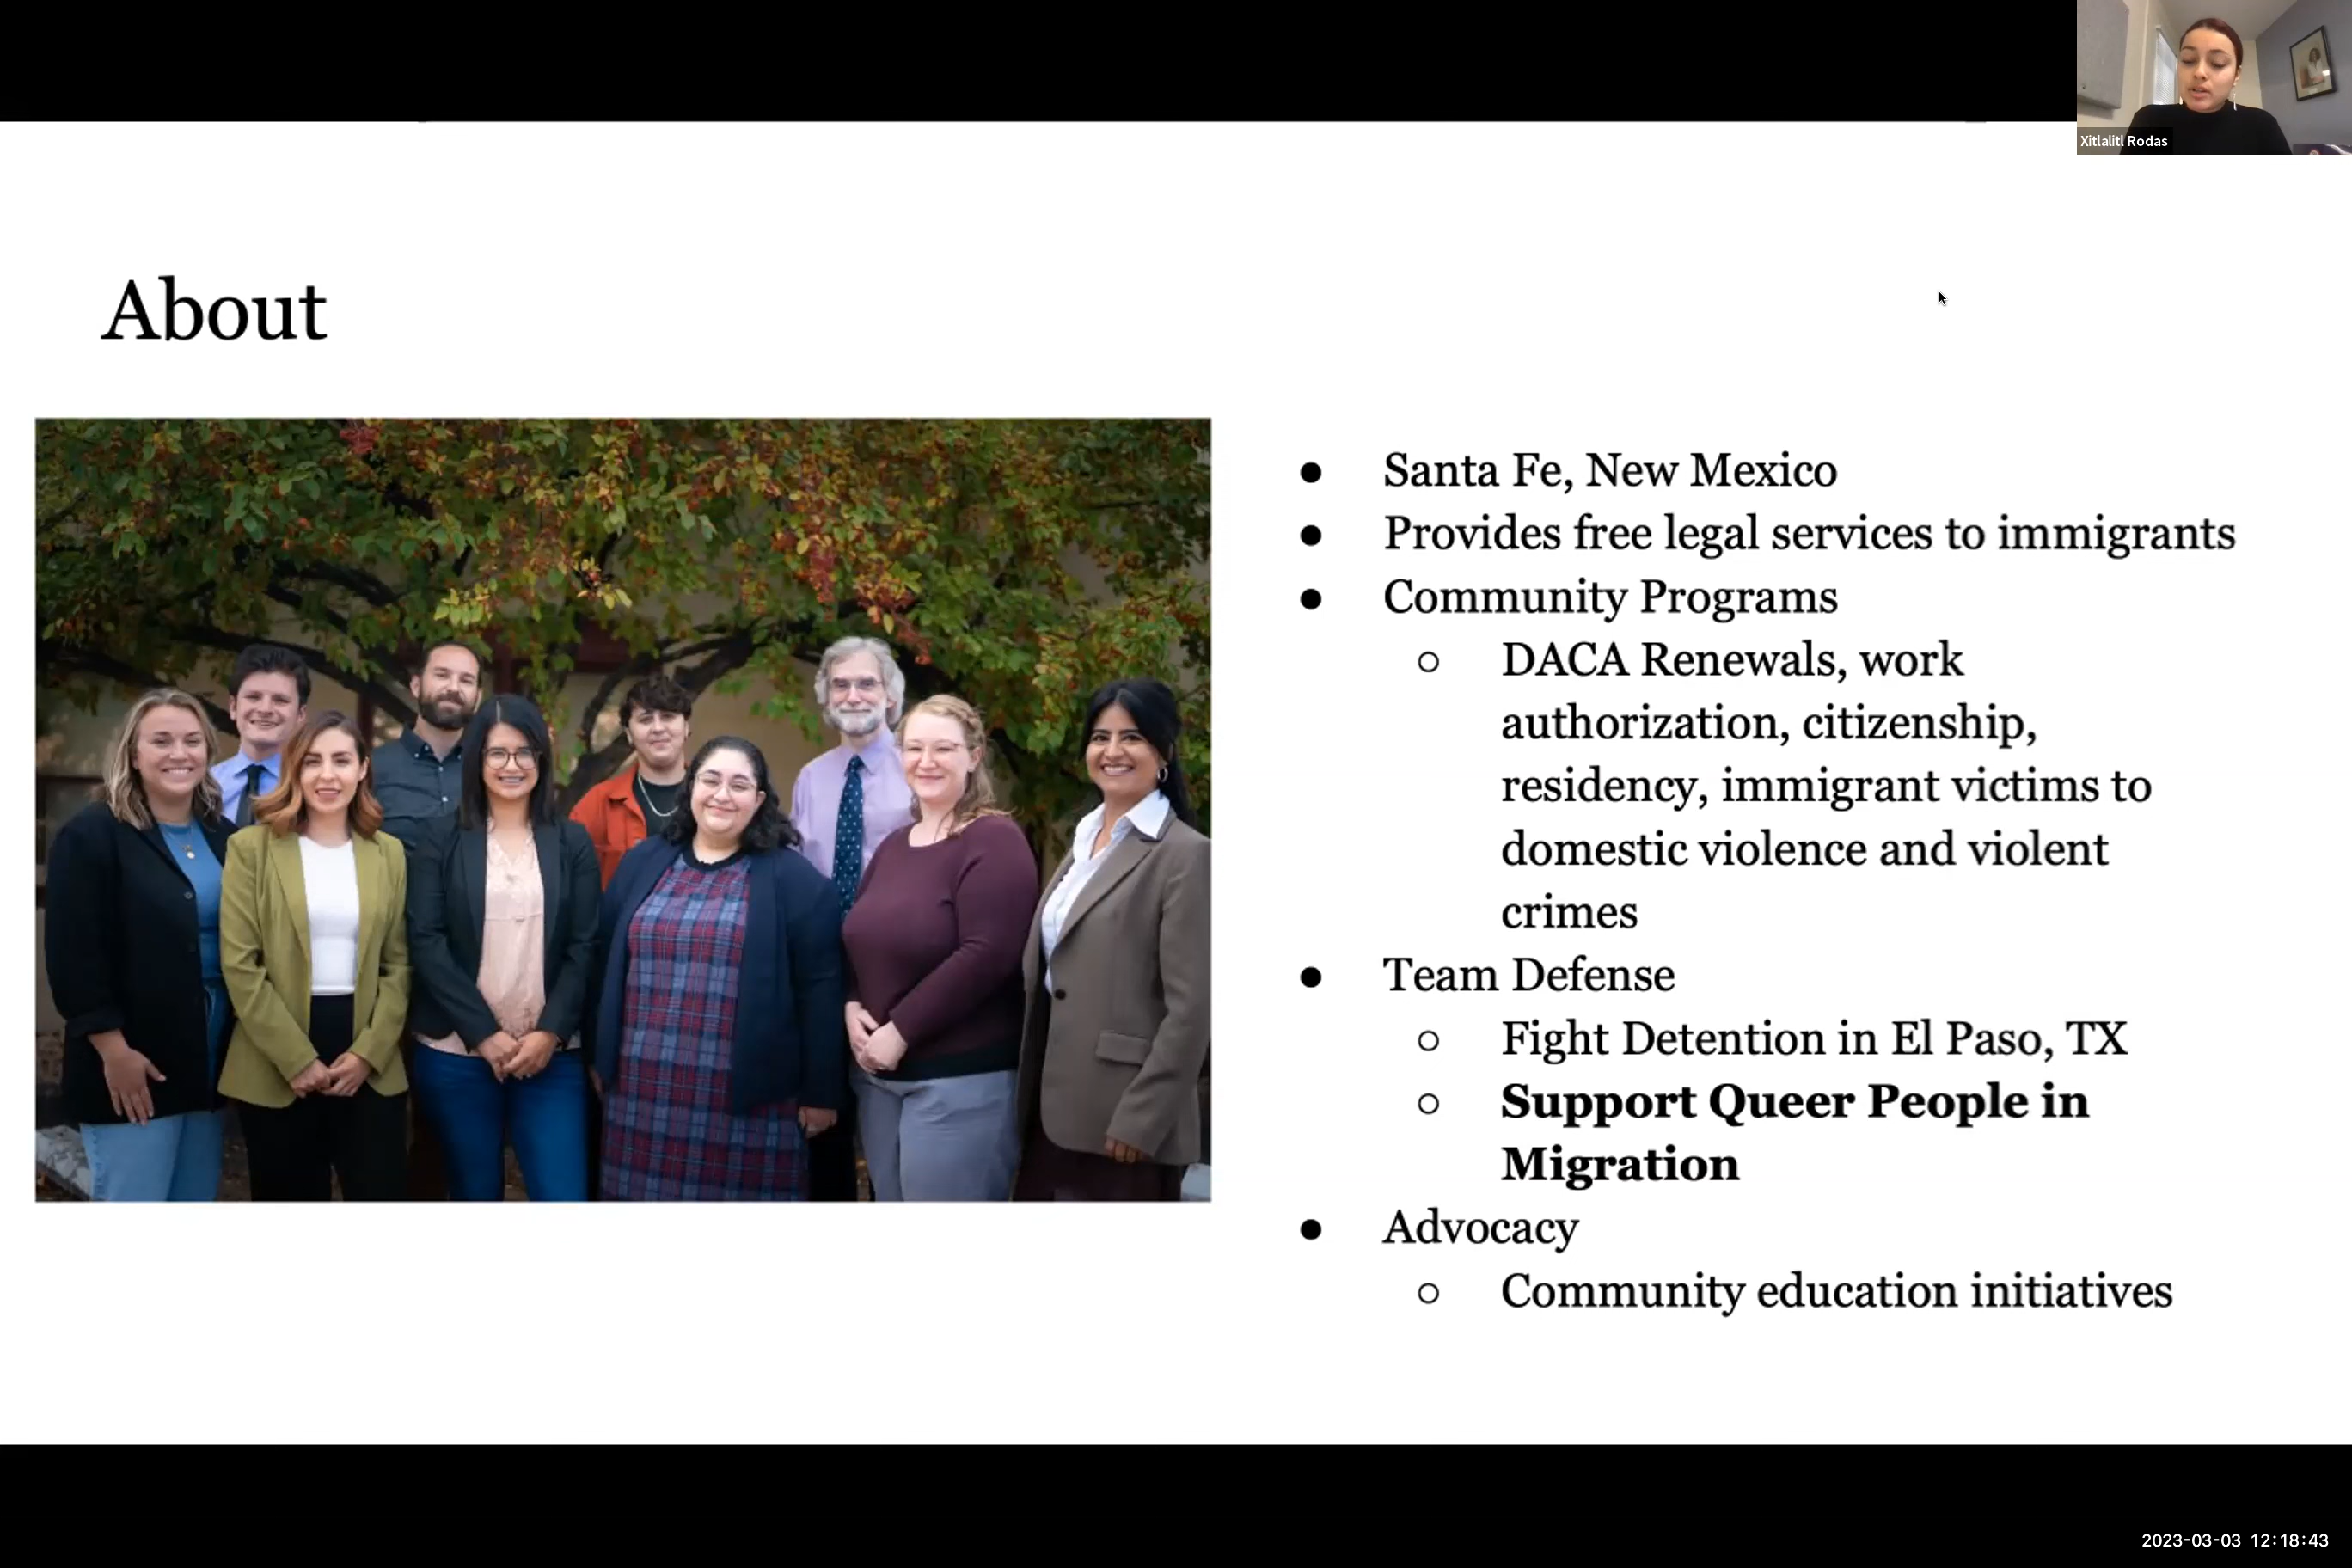 Xitlalitl Rodas
About
● Santa Fe, New Mexico
● Provides free legal services to immigrants
● Community Programs
○ DACA Renewals, work
authorization, citizenship,
residency, immigrant victims to
domestic violence and violent
crimes
● Team Defense
○ Fight Detention in El Paso, TX
○ Support Queer People in
Migration
● Advocacy
○ Community education initiatives
2023-03-03 12:18:43